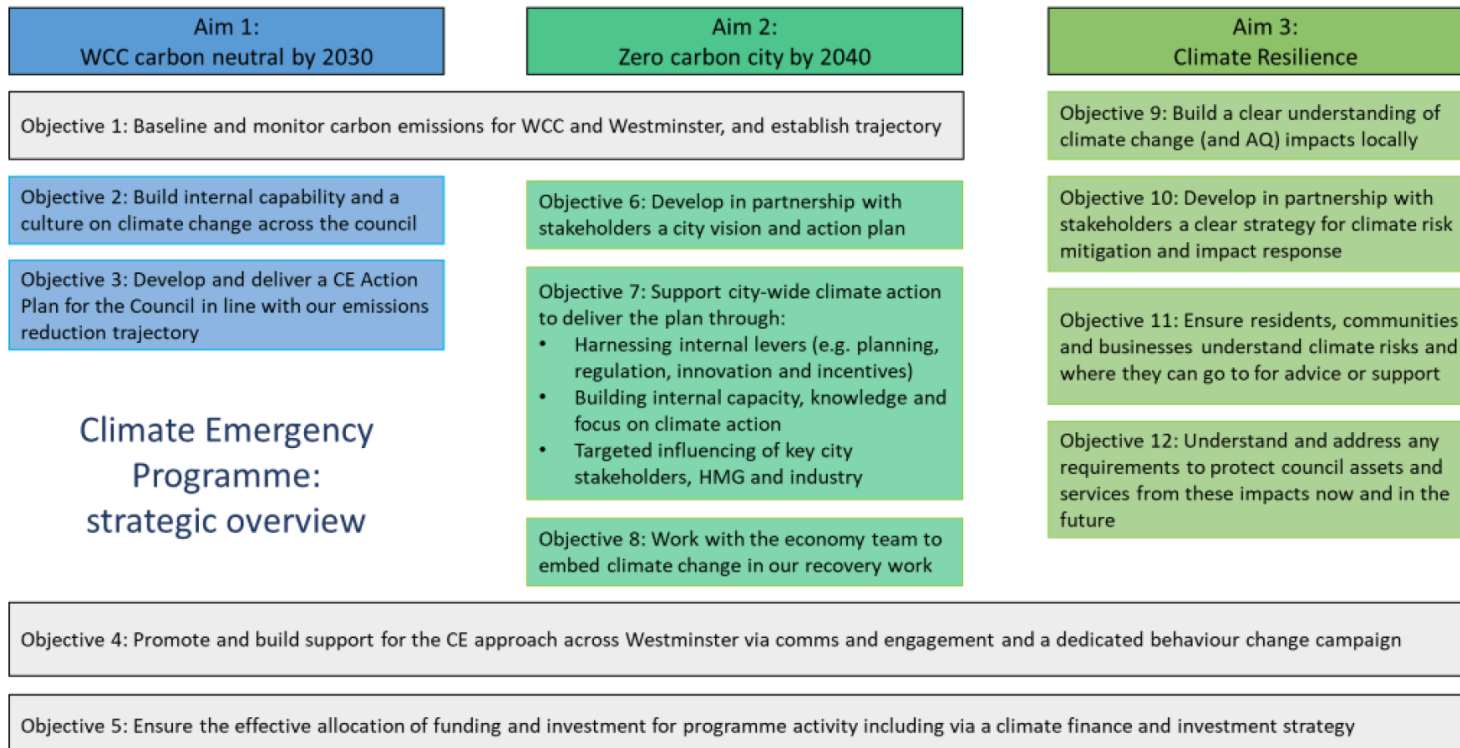 Aim 1:
WCC carbon neutral by 2030
Aim 2:
Zero carbon city by 2040
Aim 3:
Climate Resilience
Objective 1: Baseline and monitor carbon emissions for WCC and Westminster, and establish trajectory
Objective 2: Build internal capability and a
culture on climate change across the council
Objective 3: Develop and deliver a CE Action
Plan for the Council in line with our emissions
reduction trajectory
Climate Emergency
Programme:
strategic overview
Objective 6: Develop in partnership with
stakeholders a city vision and action plan
Objective 7: Support city-wide climate action
to deliver the plan through:
• Harnessing internal levers (e.g. planning,
regulation, innovation and incentives)
• Building internal capacity, knowledge and
focus on climate action
• Targeted influencing of key city
stakeholders, HMG and industry
Objective 8: Work with the economy team to
embed climate change in our recovery work
Objective 9: Build a clear understanding of
climate change (and AQ) impacts locally
Objective 10: Develop in partnership with
stakeholders a clear strategy for climate risk
mitigation and impact response
Objective 11: Ensure residents, communities
and businesses understand climate risks and
where they can go to for advice or support
Objective 12: Understand and address any
requirements to protect council assets and
services from these impacts now and in the
future
Objective 4: Promote and build support for the CE approach across Westminster via comms and engagement and a dedicated behaviour change campaign
Objective 5: Ensure the effective allocation of funding and investment for programme activity including via a climate finance and investment strategy